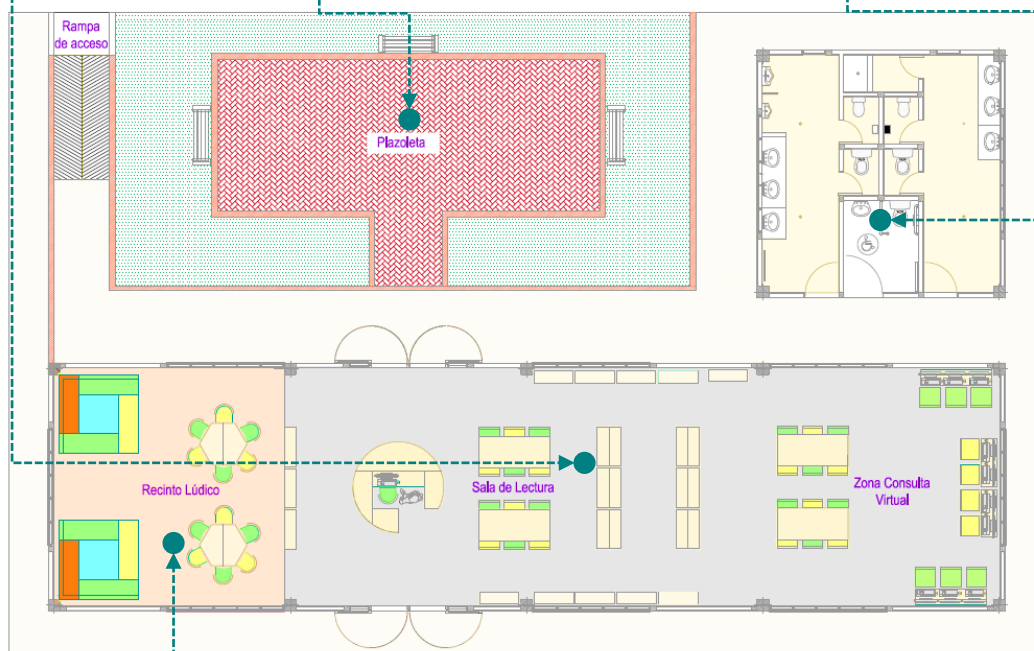 Rampa
de acceso
Plazoleta
Recinto Lúdico
Sala de Lectura
Zona Consulta
Virtual